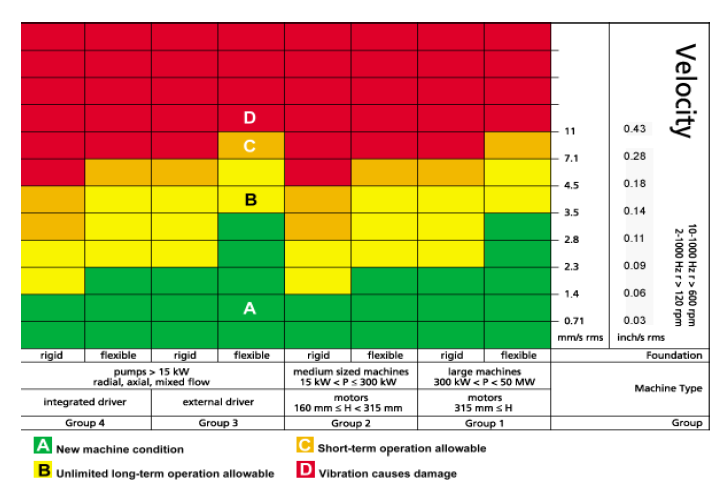 Velocity
10-1000 Hz r > 600 rpm
2-1000 Hz r > 120 rpm
D
C
B
A
11 0.43
7.1 0.28
4.5 0.18
3.5 0.14
2.8 0.11
2.3 0.09
1.4 0.06
0.71 0.03
mm/s rms inch/s rms
rigid flexible rigid flexible rigid flexible rigid flexible Foundation
pumps > 15 kW
radial, axial, mixed flow
medium sized machines
15 kW < P ≤ 300 kW
large machines
300 kW < P < 50 MW
Machine Type
integrated driver external driver
motors
160 mm ≤ H < 315 mm
motors
315 mm ≤ H
Group 4 Group 3 Group 2 Group 1 Group
A New machine condition
B Unlimited long-term operation allowable
C Short-term operation allowable
D Vibration causes damage